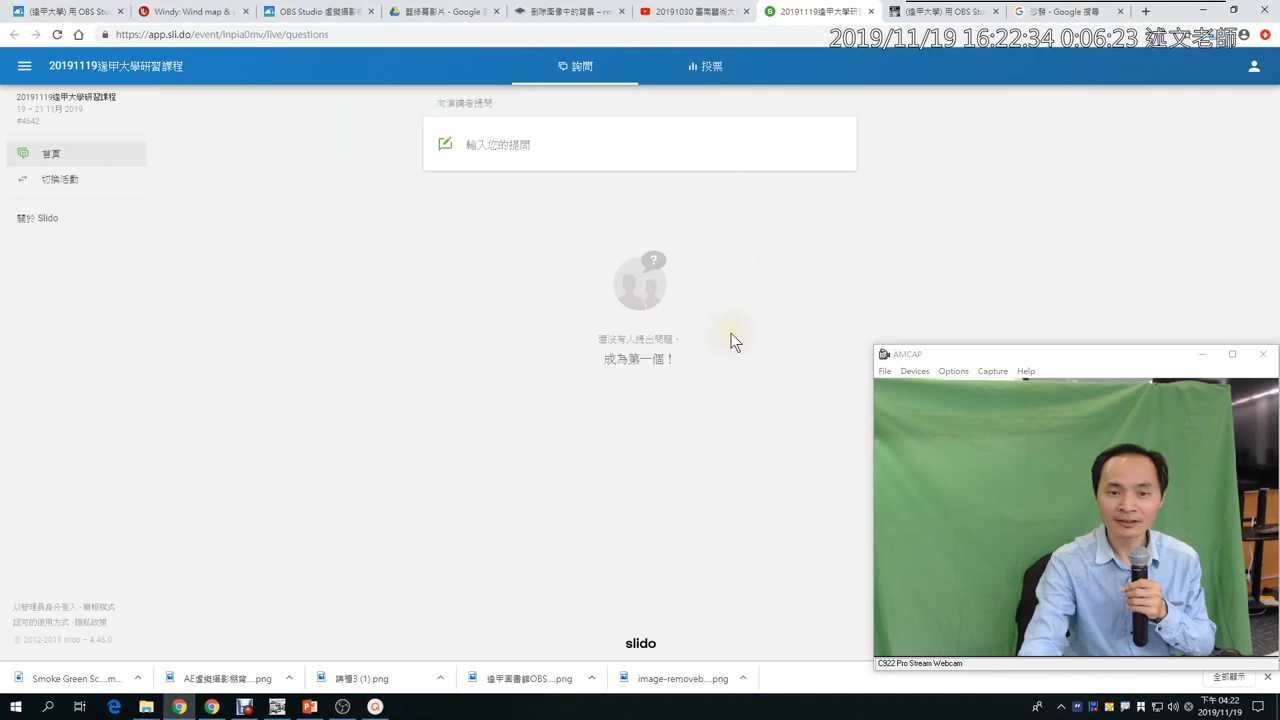 (逢甲大學) 用 OBS Stu
Windy: Wind map & w
OBS Studio 虛擬攝影棚
藍綠幕影片 - Google 雲
刪除圖像中的背景 – rem
20191030 嘉南藝術大
20191119逢甲大學研習
(逢甲大學) 用 OBS Stu
沙發 - Google 搜尋
https://app.sli.do/event/lnpia0mv/live/questions
2019/11/19 16:22:34 0:06:23 述文老師
20191119逢甲大學研習課程
詢問
投票
20191119逢甲大學研習課程
19 – 21 11月 2019
#4642
首頁
切換活動
關於 Slido
向演講者提問
輸入您的提問
?
還沒有人提出問題。
成為第一個！
AMCAP
File Devices Options Capture Help
C922 Pro Stream Webcam
以管理員身分登入 - 簡報模式
認可的使用方式 - 隱私政策
© 2012-2019 slido – 4.46.0
slido
Smoke Green Sc....m...
AE虛擬攝影棚背....png
講種3 (1).png
逢甲圖書館OBS....png
image-removeb....png
全部顯示
下午 04:22
2019/11/19